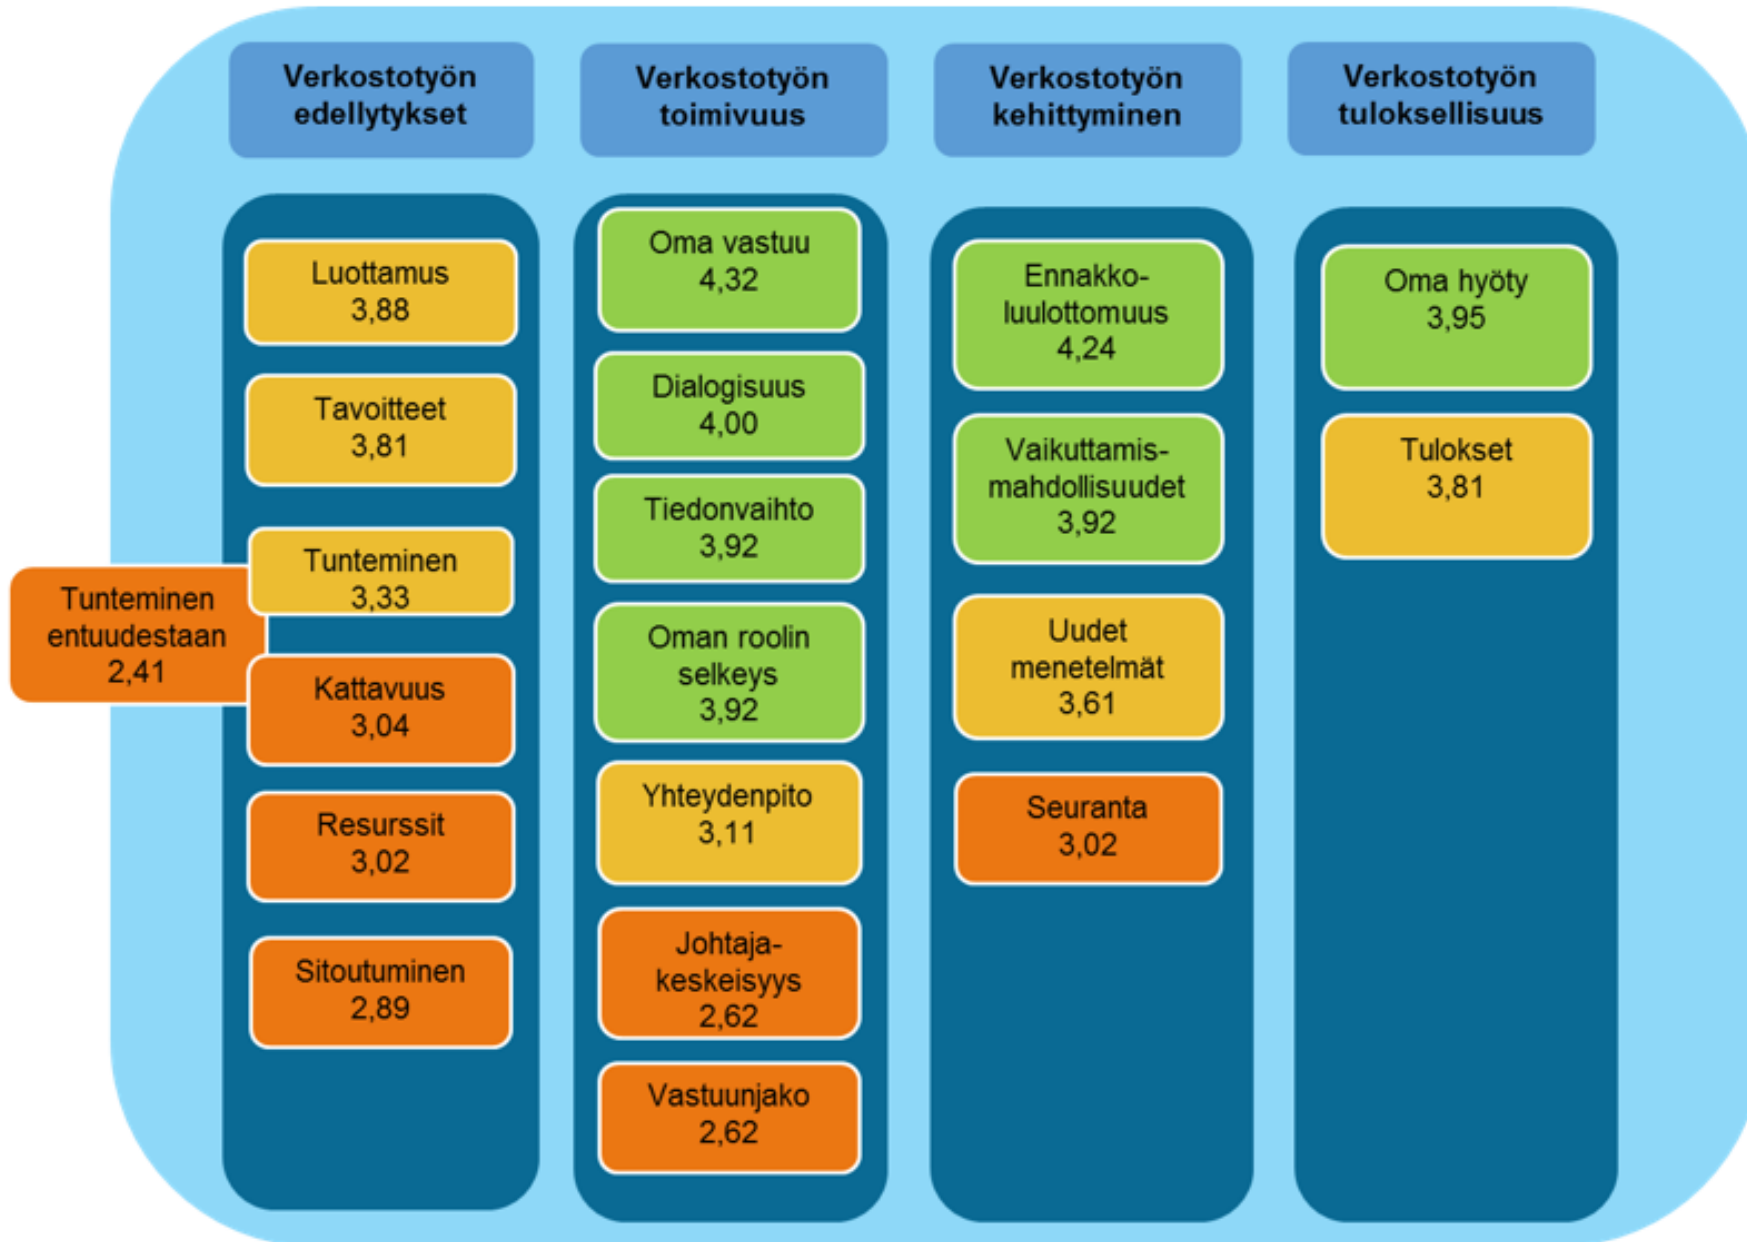 Verkostotyön
edellytykset
Luottamus
3,88
Tavoitteet
3,81
Tunteminen
3,33
Tunteminen
entuudestaan
2,41
Kattavuus
3,04
Resurssit
3,02
Sitoutuminen
2,89
Verkostotyön
toimivuus
Oma vastuu
4,32
Dialogisuus
4,00
Tiedonvaihto
3,92
Oman roolin
selkeys
3,92
Yhteydenpito
3,11
Johtaja-
keskeisyys
2,62
Vastuunjako
2,62
Verkostotyön
kehittyminen
Ennakko-
luulottomuus
4,24
Vaikuttamis-
mahdollisuudet
3,92
Uudet
menetelmät
3,61
Seuranta
3,02
Verkostotyön
tuloksellisuus
Oma hyöty
3,95
Tulokset
3,81